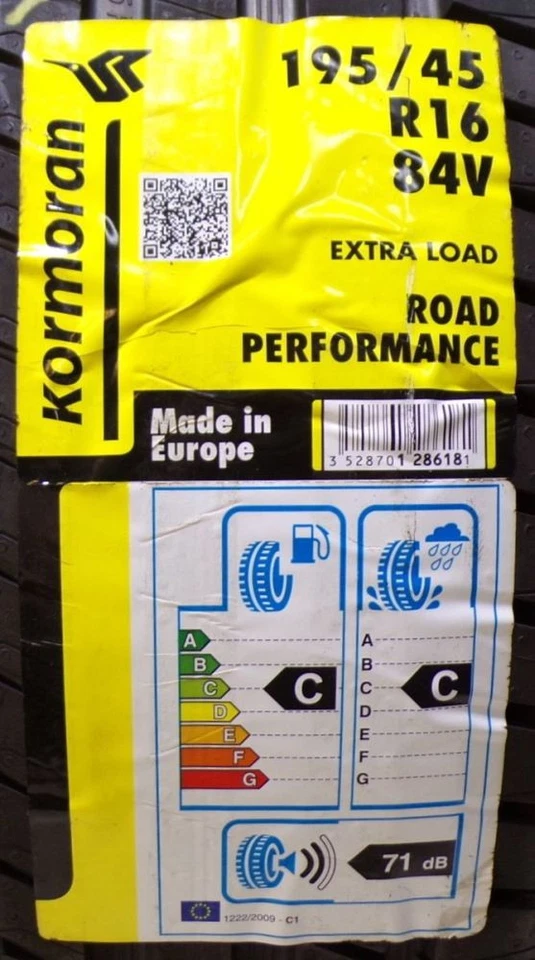 kormoran
195/45
R16
84V
EXTRA LOAD
ROAD
PERFORMANCE
Made in
Europe
3 528701 286181
A
B
C
D
E
F
G
C
A
B
C
D
E
F
G
C
71 dB
1222/2009 - C1